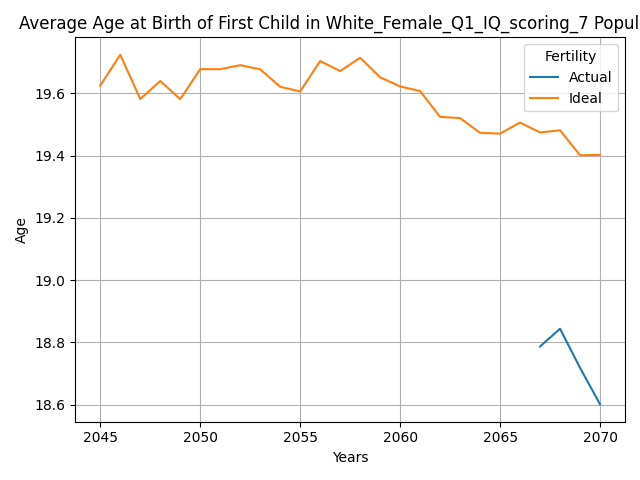 Average Age at Birth of First Child in White_Female_Q1_IQ_scoring_7 Popul
Fertility
Actual
Ideal
19.6
19.4
19.2
19.0
18.8
18.6
Age
2045 2050 2055 2060 2065 2070
Years